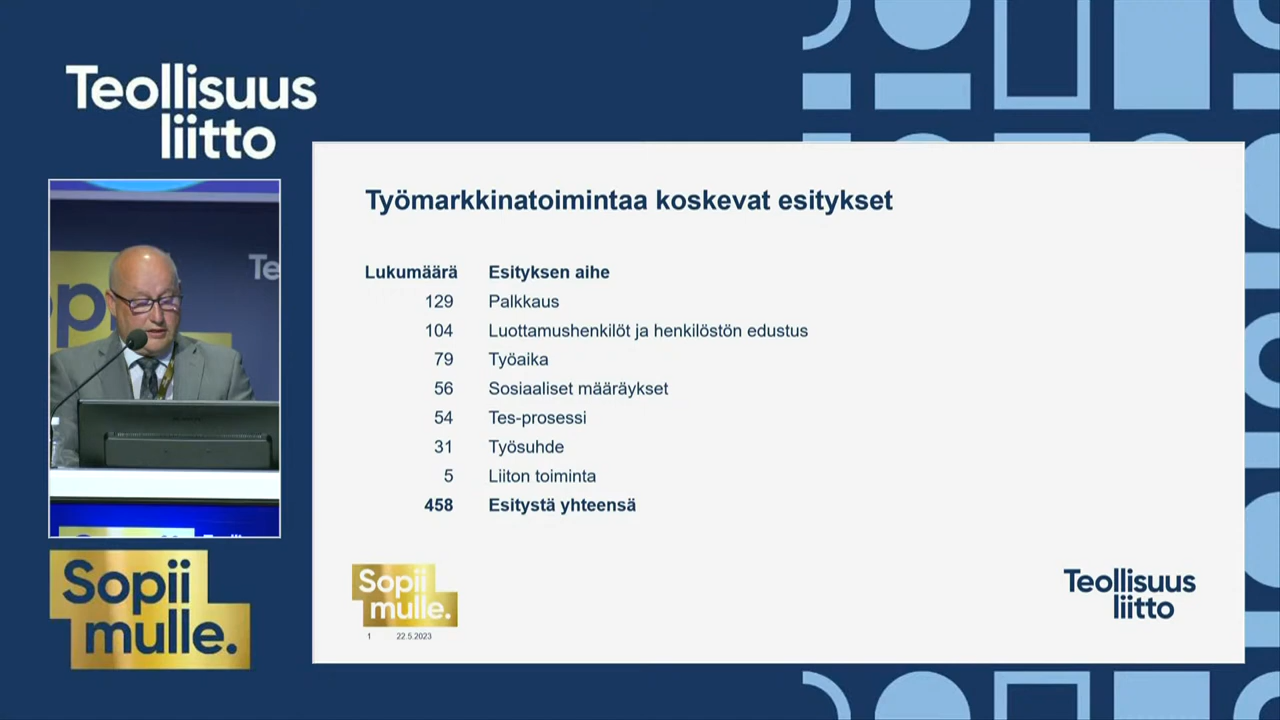 Teollisuus
liitto
Työmarkkinatoimintaa koskevat esitykset
Lukumäärä Esityksen aihe
129 Palkkaus
104 Luottamushenkilöt ja henkilöstön edustus
79 Työaika
56 Sosiaaliset määräykset
54 Tes-prosessi
31 Työsuhde
5 Liiton toiminta
458 Esitystä yhteensä
Te
Sopii
mulle.
Sopii
mulle.
1 22.5.2023
Teollisuus
liitto